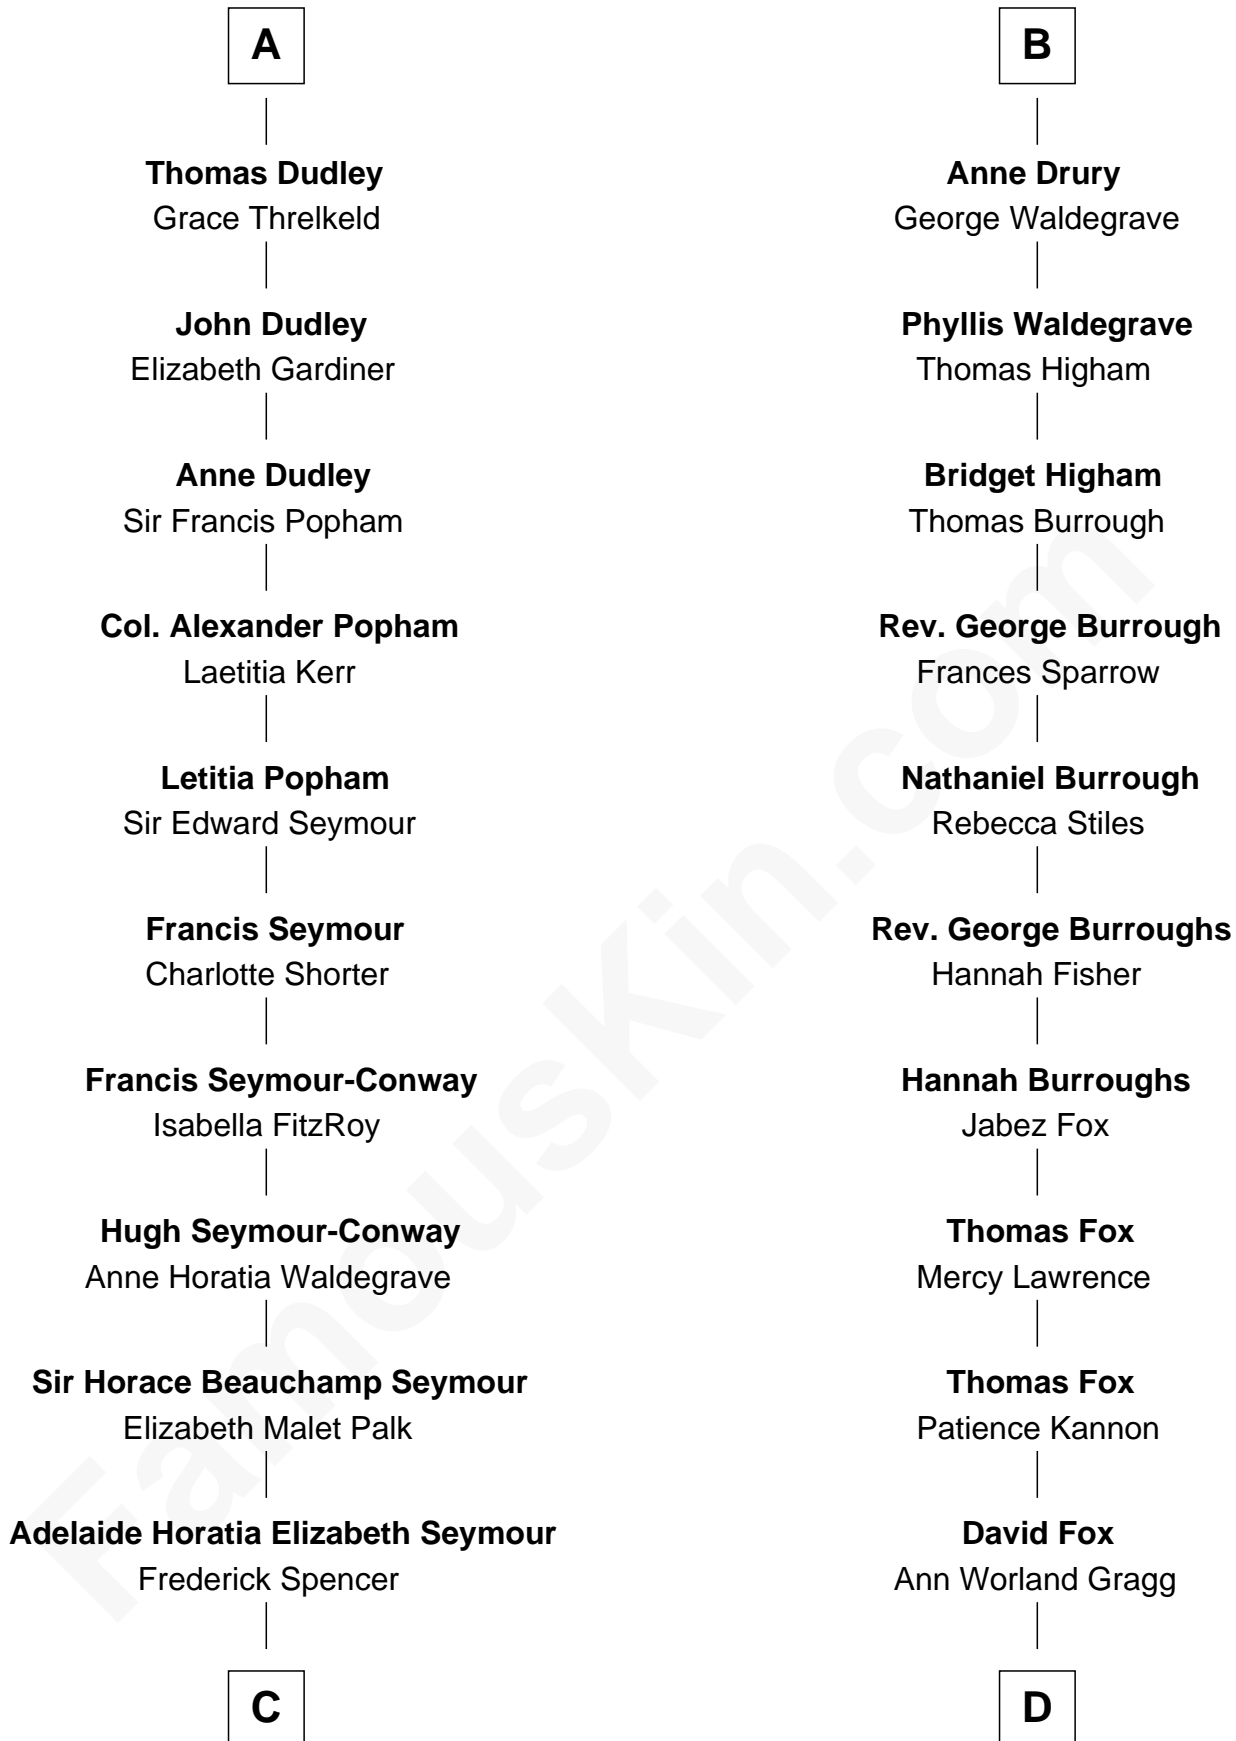 A
Thomas Dudley
Grace Threlkeld
John Dudley
Elizabeth Gardiner
Anne Dudley
Sir Francis Popham
Col. Alexander Popham
Laetitia Kerr
Letitia Popham
Sir Edward Seymour
Francis Seymour
Charlotte Shorter
Francis Seymour-Conway
Isabella FitzRoy
Hugh Seymour-Conway
Anne Horatia Waldegrave
Sir Horace Beauchamp Seymour
Elizabeth Malet Palk
Adelaide Horatia Elizabeth Seymour
Frederick Spencer
C
B
Anne Drury
George Waldegrave
Phyllis Waldegrave
Thomas Higham
Bridget Higham
Thomas Burrough
Rev. George Burrough
Frances Sparrow
Nathaniel Burrough
Rebecca Stiles
Rev. George Burroughs
Hannah Fisher
Hannah Burroughs
Jabez Fox
Thomas Fox
Mercy Lawrence
Thomas Fox
Patience Kannon
David Fox
Ann Worland Gragg
D
FamousKin.com